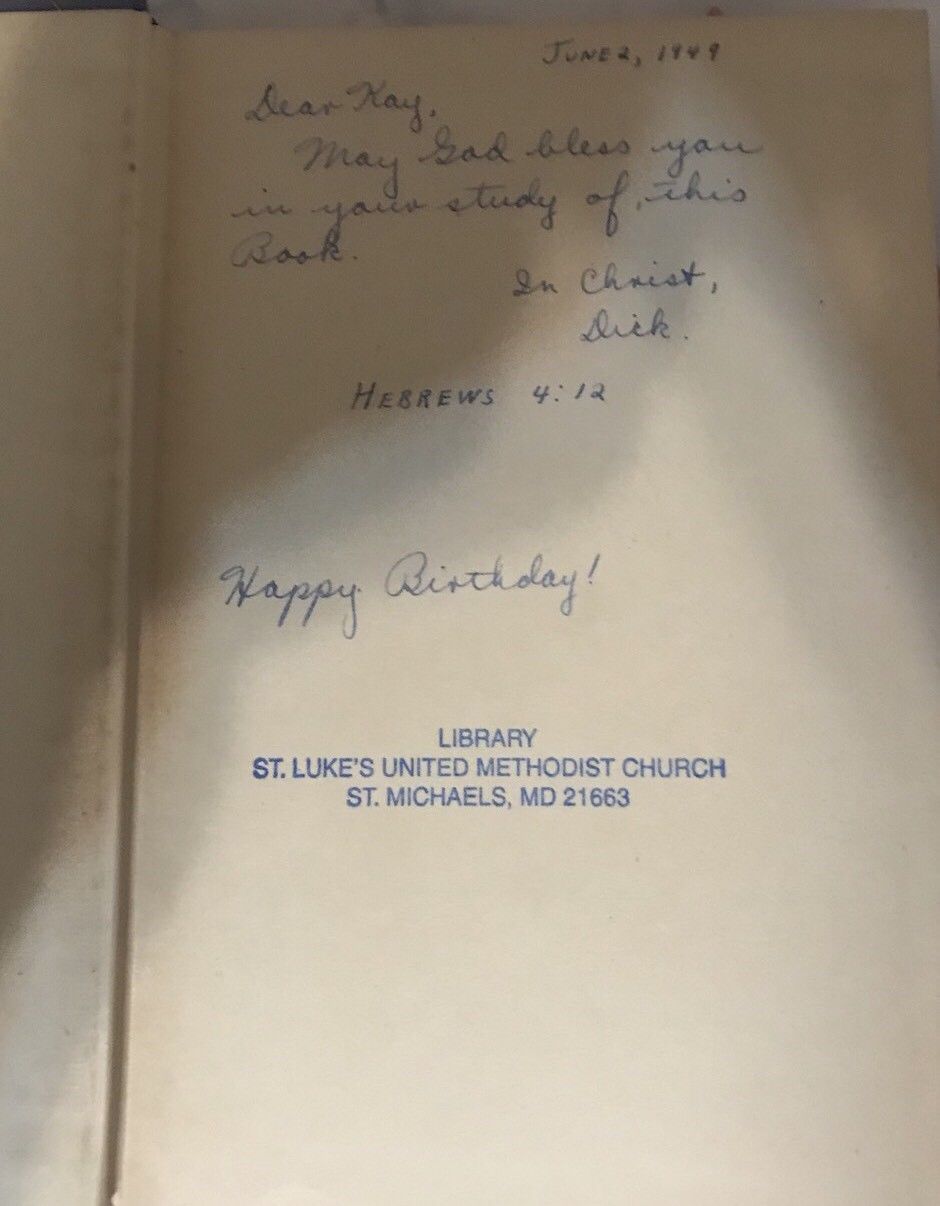 JUNE 2, 1949
Dear Kay,
May God bless you
in your study of this
Book.
In Christ,
Dick.
HEBREWS 4:12
Happy Birthday!
LIBRARY
ST. LUKE'S UNITED METHODIST CHURCH
ST. MICHAELS, MD 21663